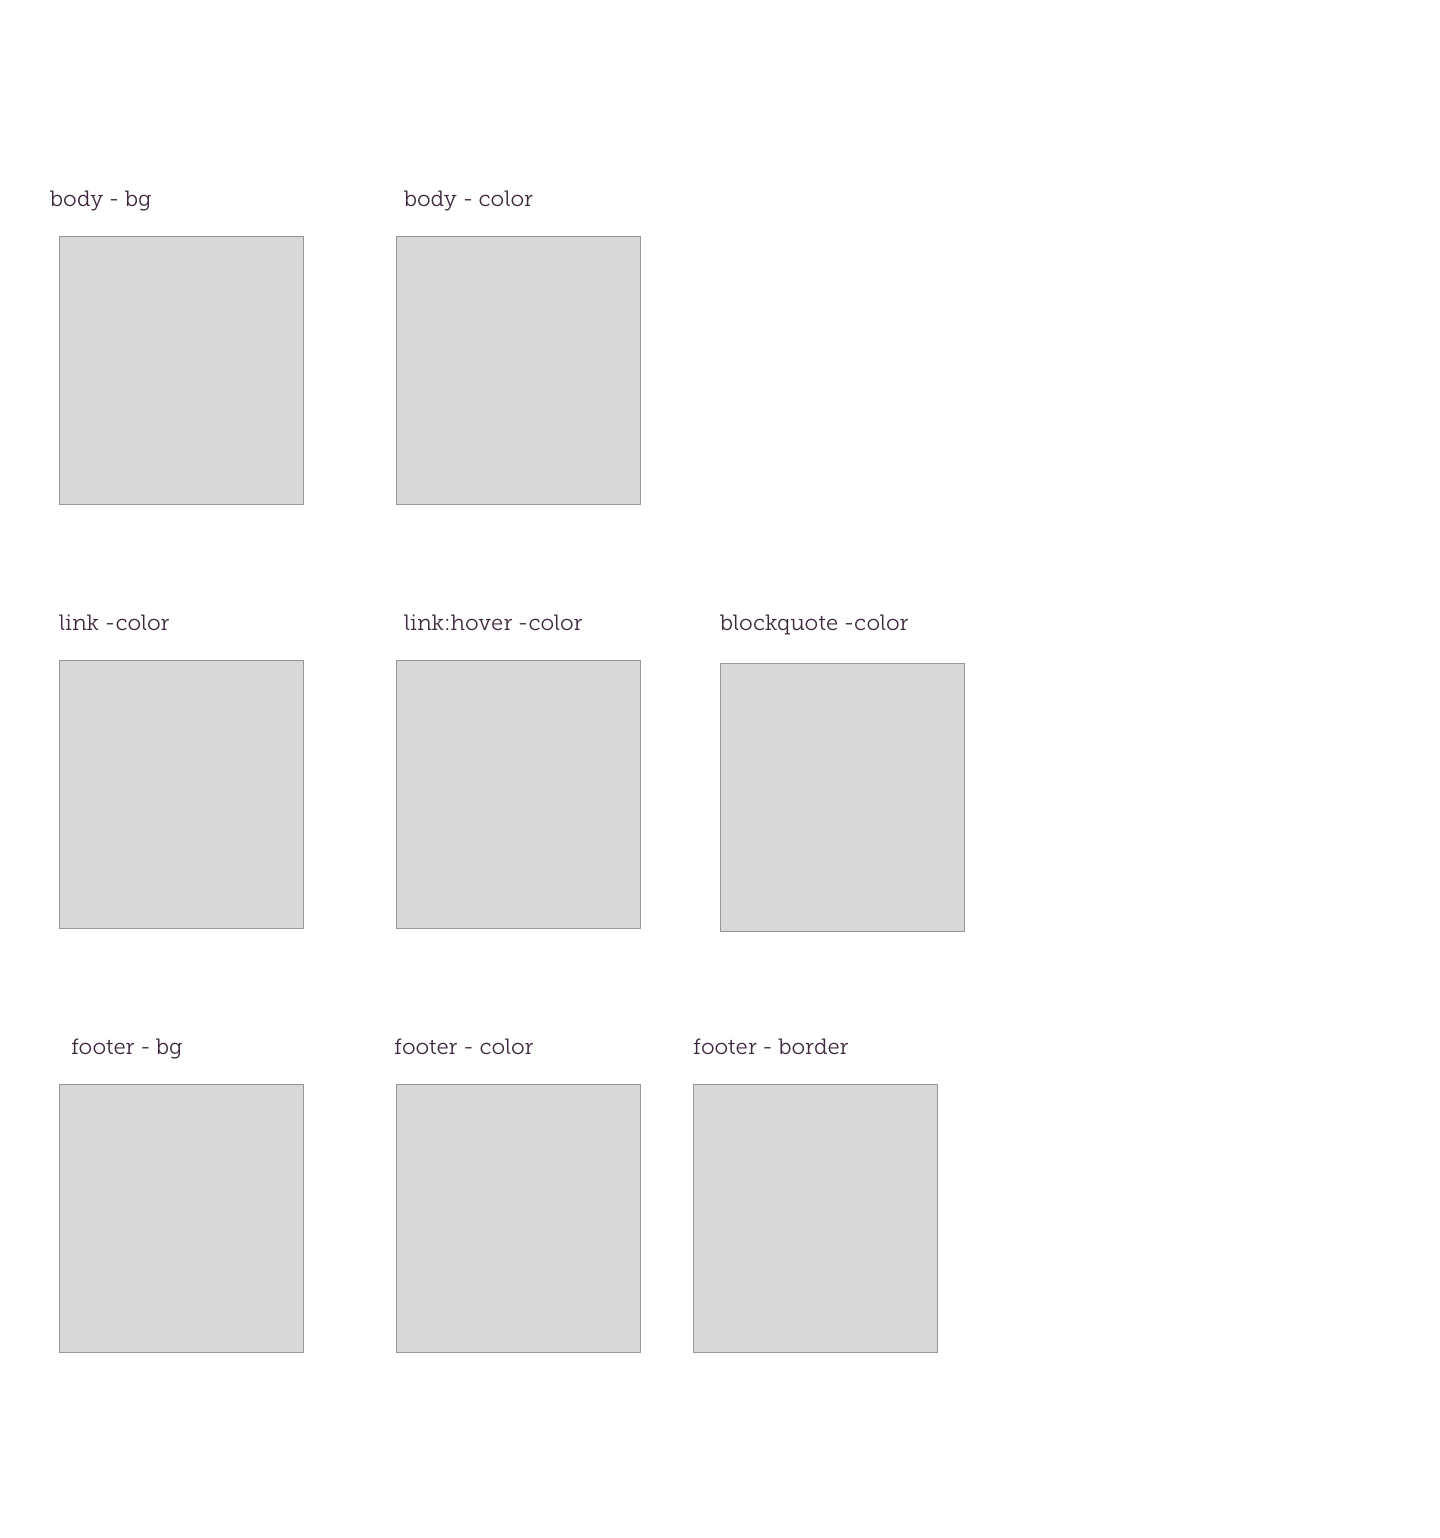 body - bg
body - color
link -color
link:hover -color
blockquote -color
footer - bg
footer - color
footer - border